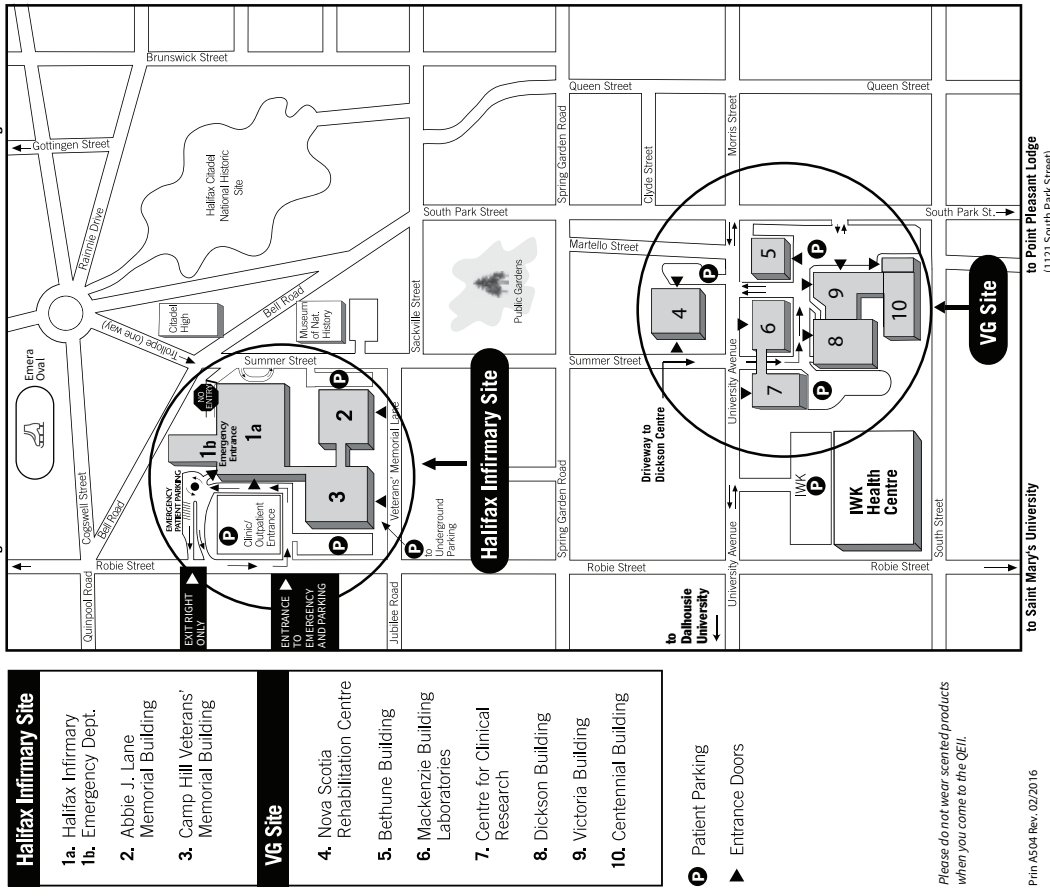 Halifax Infirmary Site
1a. Halifax Infirmary
1b. Emergency Dept.
2. Abbie J. Lane
Memorial Building
3. Camp Hill Veterans'
Memorial Building
VG Site
4. Nova Scotia
Rehabilitation Centre
5. Bethune Building
6. Mackenzie Building
Laboratories
7. Centre for Clinical
Research
8. Dickson Building
9. Victoria Building
10. Centennial Building
P Patient Parking
Entrance Doors
Please do not wear scented products
when you come to the QEII.
Prin A504 Rev. 02/2016
Brunswick Street
Gottingen Street
Rainnie Drive
Halifax Citadel
National Historic
Site
Emera
Oval
Citadel
High
Trollope (one way)
Bell Road
Museum
of Nat.
History
Sackville Street
South Park Street
Public Gardens
Summer Street
NO
ENTRY
1b
Emergency
Entrance
1a
2
3
P
EMERGENCY
PATIENT PARKING
P
Clinic/
Outpatient
Entrance
P
Veterans' Memorial Lane
P
to
Underground
Parking
Cogswell Street
Bell Road
Quinpool Road
Robie Street
EXIT RIGHT
ONLY
ENTRANCE
TO
EMERGENCY
AND PARKING
Jubilee Road
Halifax Infirmary Site
Spring Garden Road
Spring Garden Road
Queen Street
Queen Street
Clyde Street
Morris Street
Martello Street
South Park St.
Summer Street
4
P
5
P
6
7
P
8
9
10
University Avenue
Driveway to
Dickson Centre
VG Site
IWK
P
IWK
Health
Centre
University Avenue
South Street
Robie Street
Robie Street
to
Dalhousie
University
to Point Pleasant Lodge
(1121 South Park Street)
to Saint Mary's University